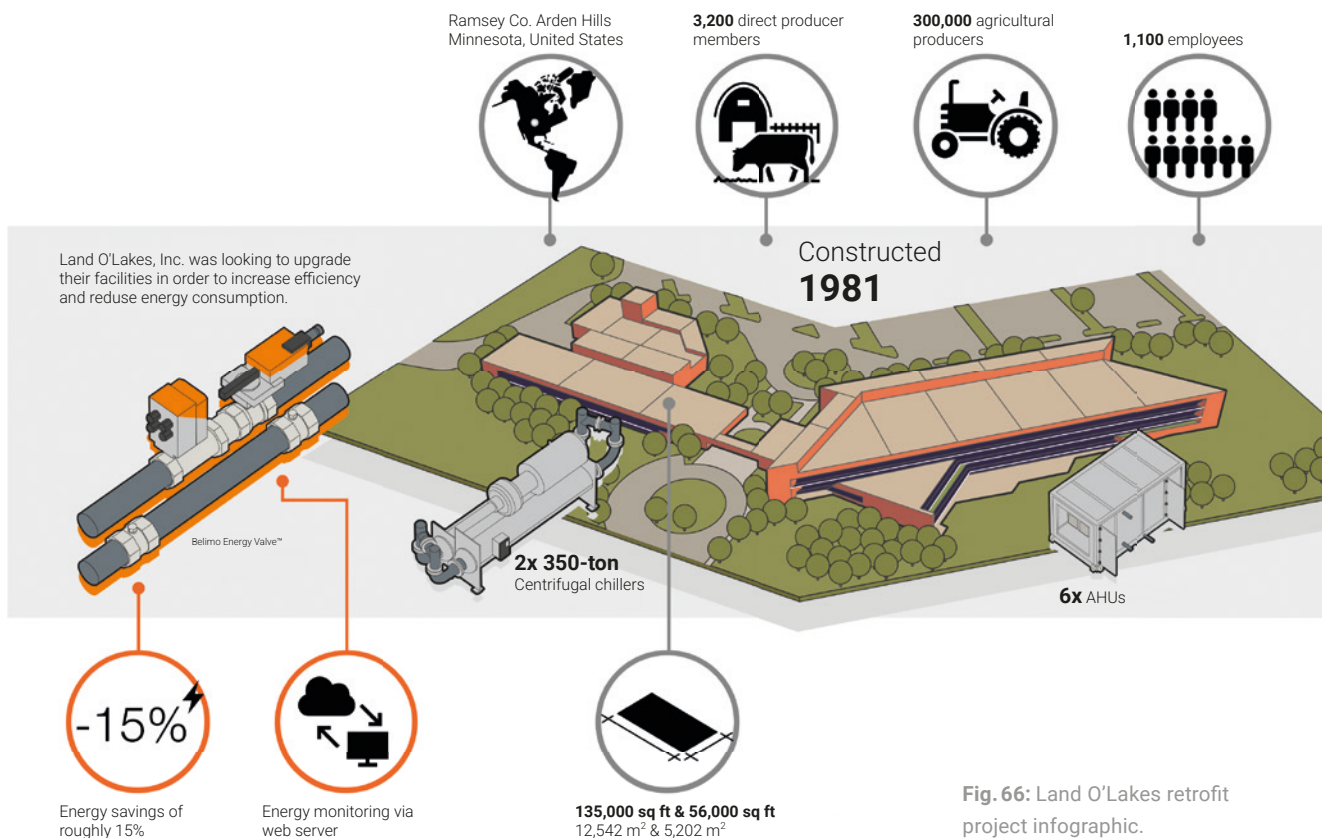 Ramsey Co. Arden Hills
Minnesota, United States
3,200 direct producer
members
300,000 agricultural
producers
1,100 employees
Land O'Lakes, Inc. was looking to upgrade
their facilities in order to increase efficiency
and reduse energy consumption.
Constructed
1981
Belimo Energy Valve™
2x 350-ton
Centrifugal chillers
6x AHUs
-15%
Energy savings of
roughly 15%
Energy monitoring via
web server
135,000 sq ft & 56,000 sq ft
12,542 m² & 5,202 m²
Fig. 66: Land O'Lakes retrofit
project infographic.